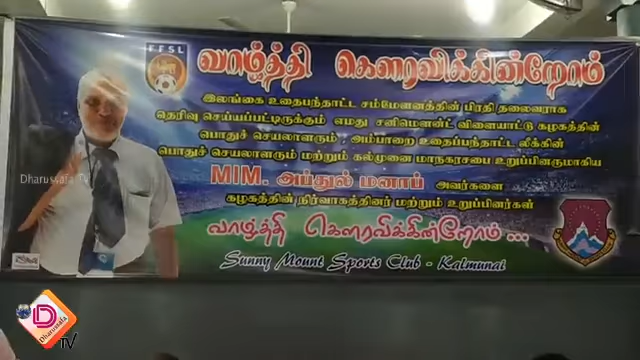 FFSL
வாழ்த்தி கௌரவிக்கின்றோம்
இலங்கை உதைபந்தாட்ட சம்மேளனத்தின் பிரதி தலைவராக
தெரிவு செய்யப்பட்டிருக்கும் எமது சனிமௌன்ட் விளையாட்டு கழகத்தின்
பொதுச் செயலாளரும், அம்பாறை உதைப்பந்தாட்ட லீக்கின்
பொதுச் செயலாளரும் மற்றும் கல்முனை மாநகரசபை உறுப்பினருமாகிய
MIM. அப்துல் மனாப் அவர்களை
கழகத்தின் நிர்வாகத்தினர் மற்றும் உறுப்பினர்கள்
வாழ்த்தி கௌரவிக்கின்றோம் ...
Sunny Mount Sports Club - Kalmunai
Dharussafa TV
Dharussafa
TV